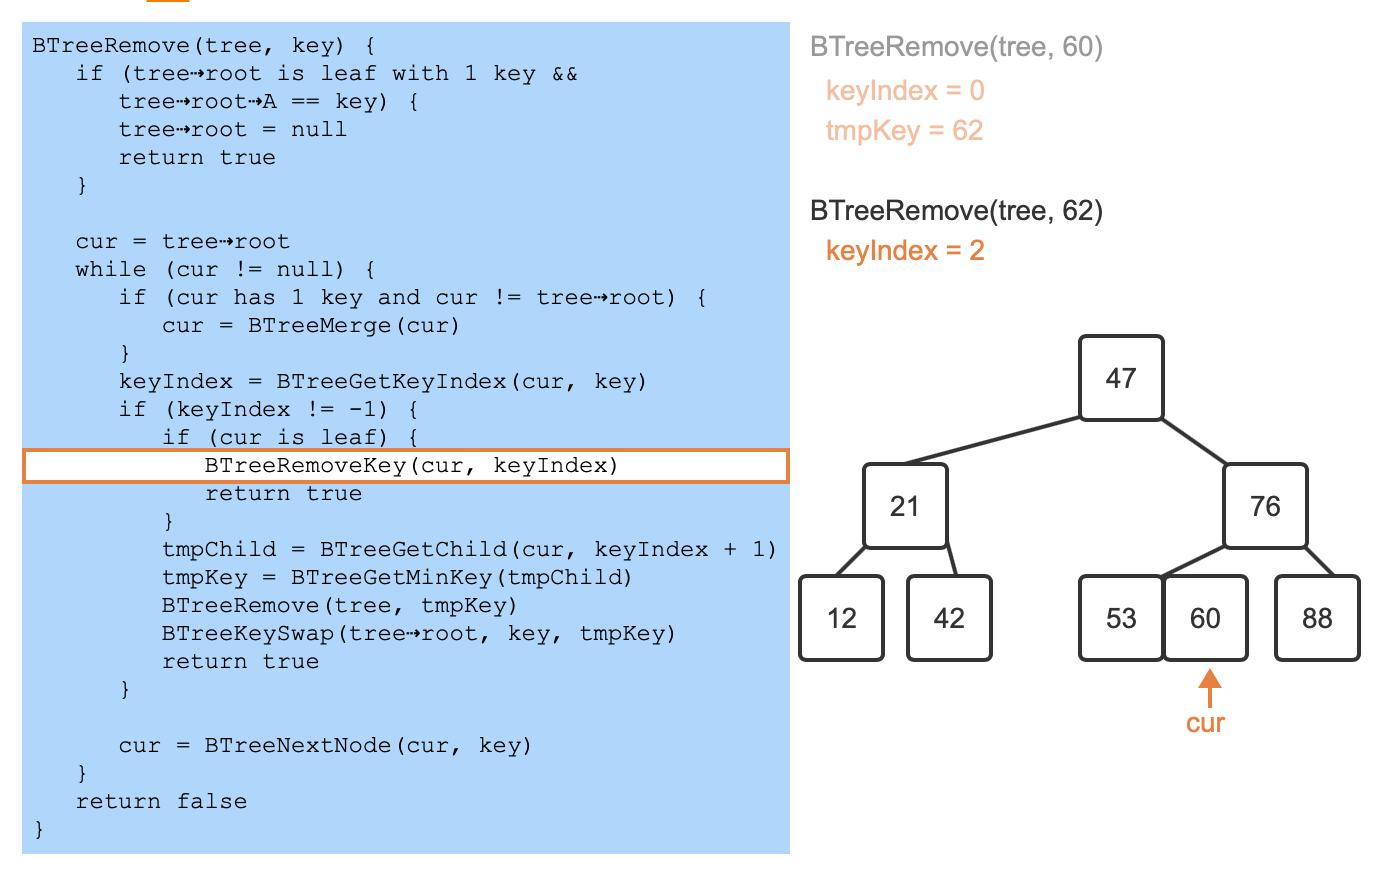 BTreeRemove(tree, key) {
   if (tree⇢root is leaf with 1 key &&
      tree⇢root⇢A == key) {
      tree⇢root = null
      return true
   }

   cur = tree⇢root
   while (cur != null) {
      if (cur has 1 key and cur != tree⇢root) {
         cur = BTreeMerge(cur)
      }
      keyIndex = BTreeGetKeyIndex(cur, key)
      if (keyIndex != -1) {
         if (cur is leaf) {
            BTreeRemoveKey(cur, keyIndex)
            return true
         }
         tmpChild = BTreeGetChild(cur, keyIndex + 1)
         tmpKey = BTreeGetMinKey(tmpChild)
         BTreeRemove(tree, tmpKey)
         BTreeKeySwap(tree⇢root, key, tmpKey)
         return true
      }

      cur = BTreeNextNode(cur, key)
   }
   return false
}
BTreeRemove(tree, 60)
keyIndex = 0
tmpKey = 62
BTreeRemove(tree, 62)
keyIndex = 2
47
21 76
12 42 53 60 88
cur